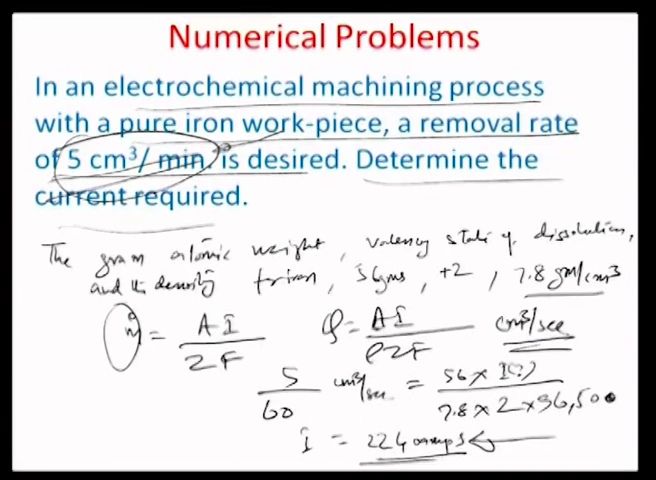 Numerical Problems
In an electrochemical machining process
with a pure iron work-piece, a removal rate
of 5 cm³/ min. is desired. Determine the
current required.
The gram atomic weight, valency state of dissolution,
and its density for iron, 56gms, +2, 7.8 gm/cm³
ṁ = AI / ZF    Q = AI / ρZF    cm³/sec
5 / 60 cm³/sec = 56 × I(?) / 7.8 × 2 × 96,500
I = 2240 amps ←